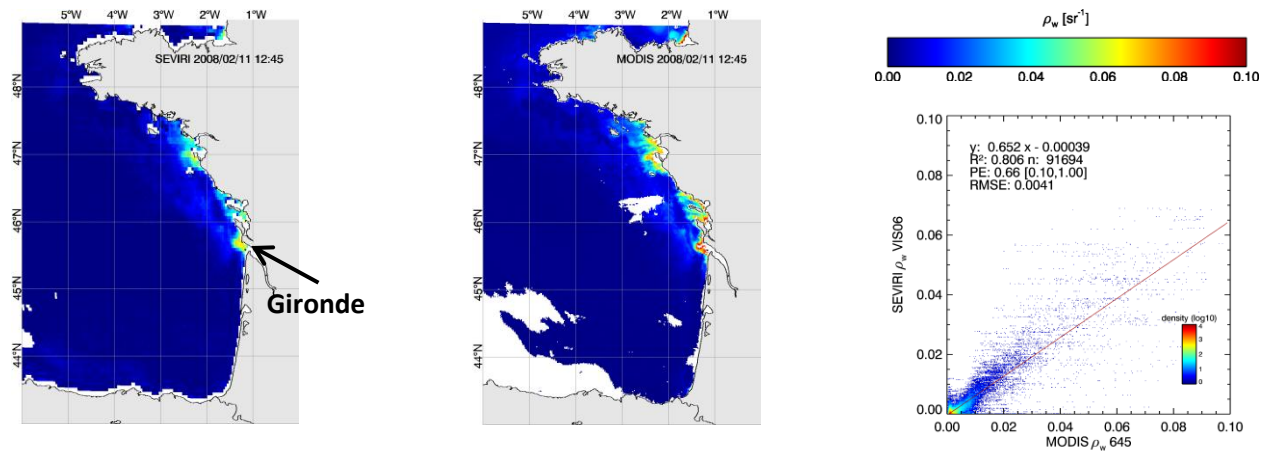 5°W 4°W 3°W 2°W 1°W
SEVIRI 2008/02/11 12:45
48°N
47°N
46°N
45°N
44°N
Gironde
5°W 4°W 3°W 2°W 1°W
MODIS 2008/02/11 12:45
48°N
47°N
46°N
45°N
44°N
ρw [sr⁻¹]
0.00 0.02 0.04 0.06 0.08 0.10
0.10
0.08
0.06
0.04
0.02
0.00
SEVIRI ρw VIS06
y: 0.652 x - 0.00039
R²: 0.806 n: 91694
PE: 0.66 [0.10,1.00]
RMSE: 0.0041
density (log10)
4
3
2
1
0
0.00 0.02 0.04 0.06 0.08 0.10
MODIS ρw 645